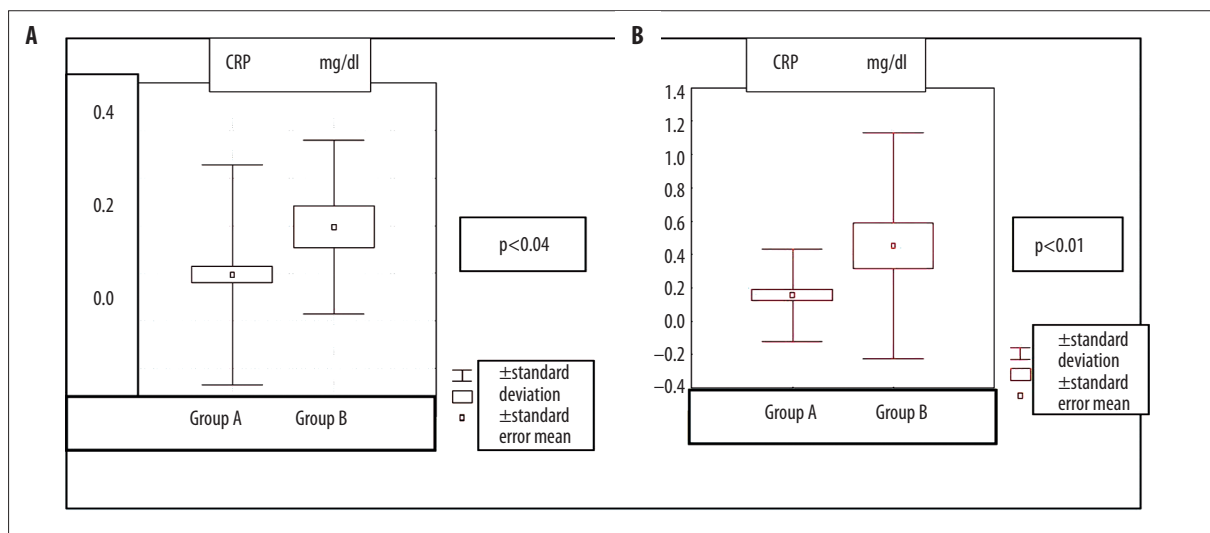 A
CRP mg/dl
0.4
0.2
0.0
p<0.04
±standard
deviation
±standard
error mean
Group A Group B
B
CRP mg/dl
1.4
1.2
1.0
0.8
0.6
0.4
0.2
0.0
−0.2
−0.4
p<0.01
±standard
deviation
±standard
error mean
Group A Group B